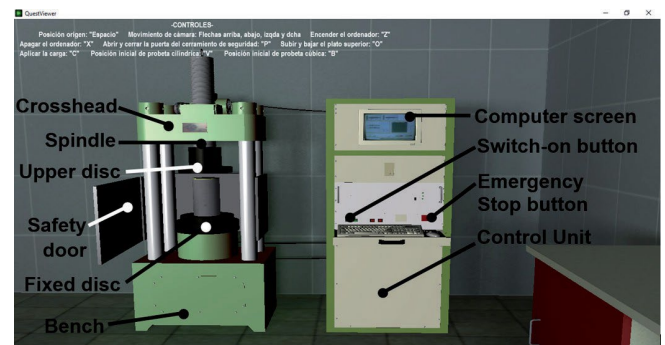 QuestViewer
-CONTROLES-
Posición origen: "Espacio" Movimiento de cámara: Flechas arriba, abajo, izqda y dcha Encender el ordenador: "Z"
Apagar el ordenador: "X" Abrir y cerrar la puerta del cerramiento de seguridad: "P" Subir y bajar el plato superior: "O"
Aplicar la carga: "C" Posición inicial de probeta cilíndrica: "V" Posición inicial de probeta cúbica: "B"
Crosshead
Spindle
Upper disc
Safety
door
Fixed disc
Bench
Computer screen
Switch-on button
Emergency
Stop button
Control Unit